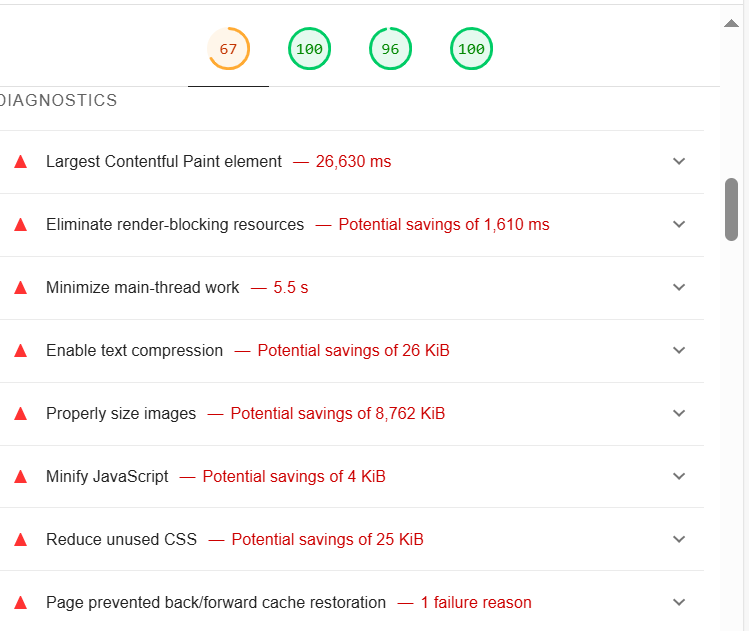 67 100 96 100
DIAGNOSTICS
Largest Contentful Paint element — 26,630 ms
Eliminate render-blocking resources — Potential savings of 1,610 ms
Minimize main-thread work — 5.5 s
Enable text compression — Potential savings of 26 KiB
Properly size images — Potential savings of 8,762 KiB
Minify JavaScript — Potential savings of 4 KiB
Reduce unused CSS — Potential savings of 25 KiB
Page prevented back/forward cache restoration — 1 failure reason